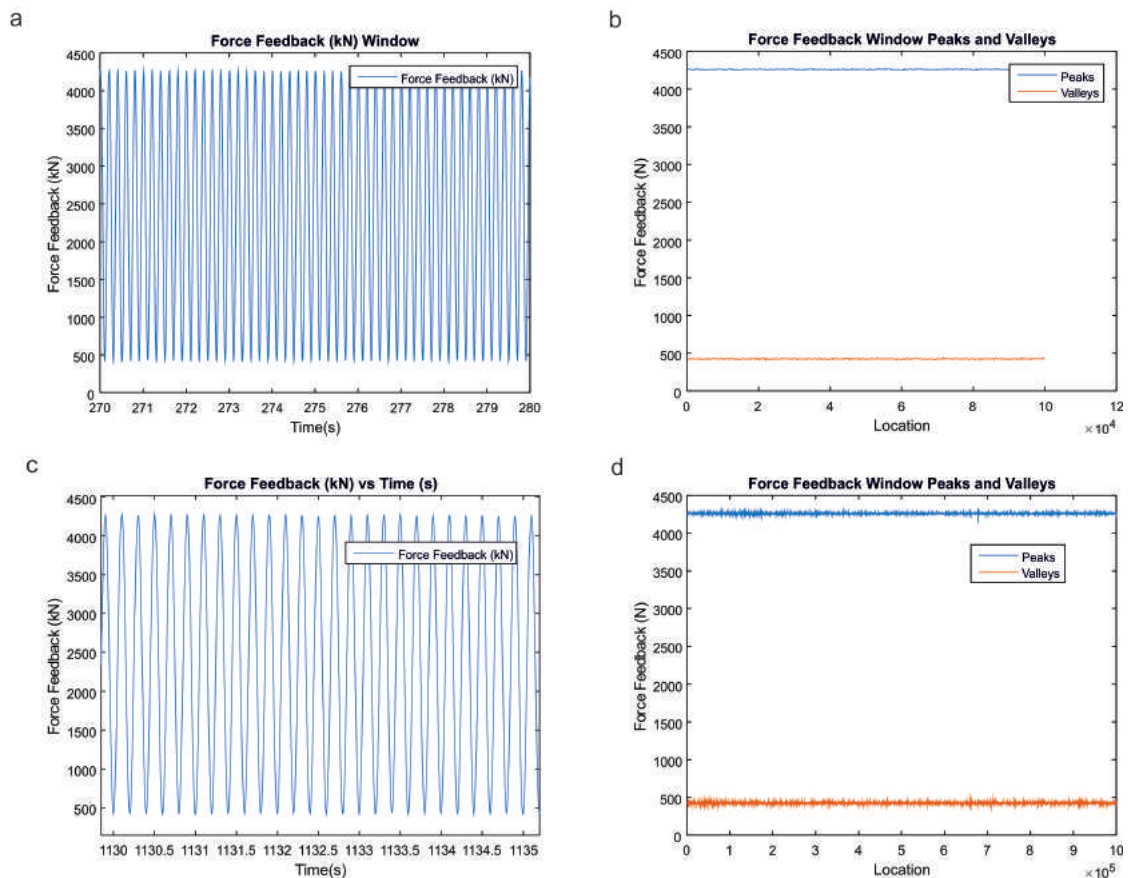 a
Force Feedback (kN) Window
Force Feedback (kN)
Force Feedback (kN)
4500
4000
3500
3000
2500
2000
1500
1000
500
0
270 271 272 273 274 275 276 277 278 279 280
Time(s)
b
Force Feedback Window Peaks and Valleys
Peaks
Valleys
Force Feedback (N)
4500
4000
3500
3000
2500
2000
1500
1000
500
0
0 2 4 6 8 10 12
×10^4
Location
c
Force Feedback (kN) vs Time (s)
Force Feedback (kN)
Force Feedback (kN)
4500
4000
3500
3000
2500
2000
1500
1000
500
1130 1130.5 1131 1131.5 1132 1132.5 1133 1133.5 1134 1134.5 1135
Time(s)
d
Force Feedback Window Peaks and Valleys
Peaks
Valleys
Force Feedback (N)
4500
4000
3500
3000
2500
2000
1500
1000
500
0
0 1 2 3 4 5 6 7 8 9 10
×10^5
Location